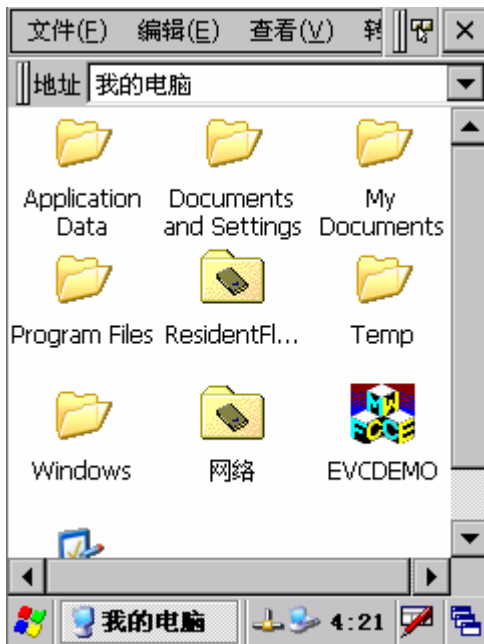 文件(F) 编辑(E) 查看(V)
地址 我的电脑
Application Data
Documents and Settings
My Documents
Program Files
ResidentFl...
Temp
Windows
网络
EVCDEMO
我的电脑
4:21